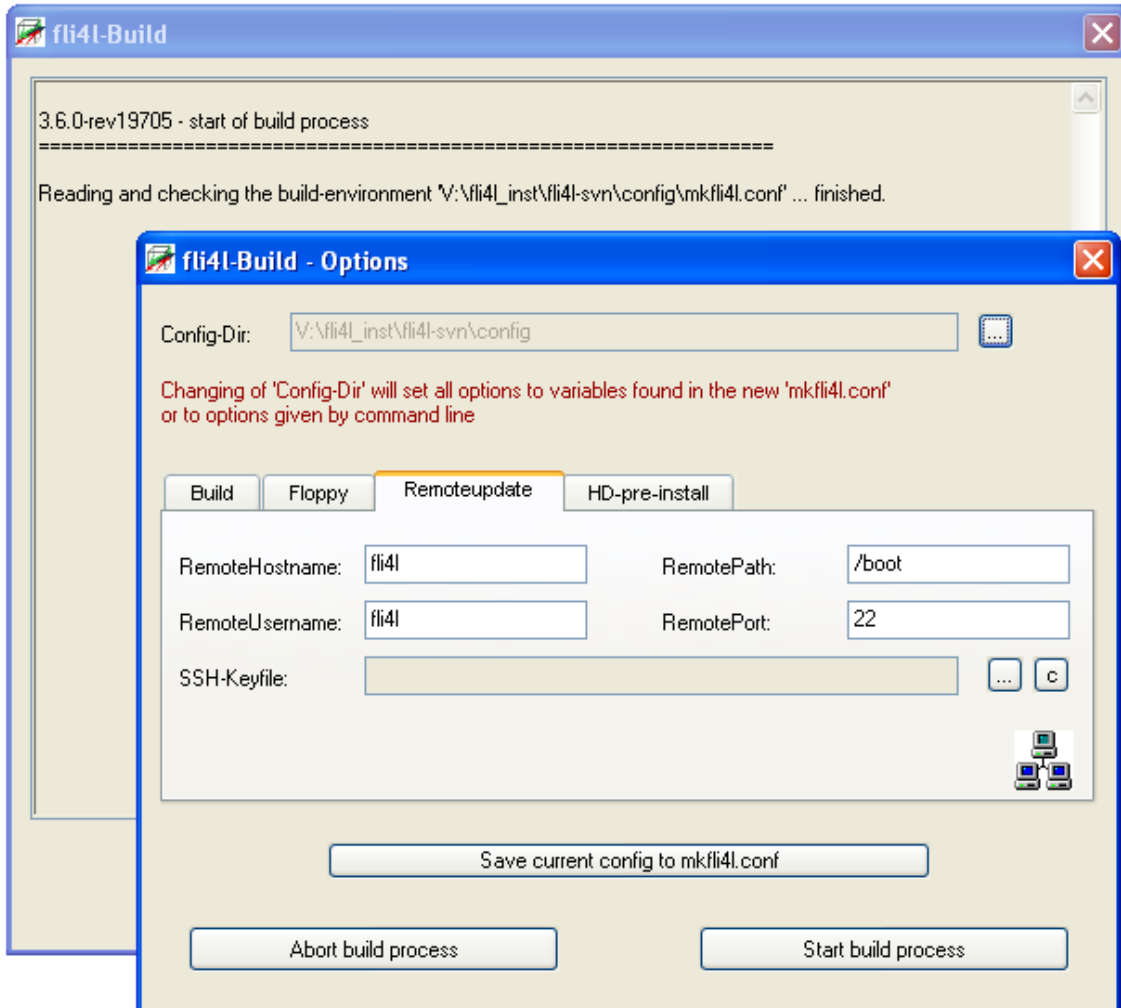 fli4l-Build
3.6.0-rev19705 - start of build process
==================================================================
Reading and checking the build-environment 'V:\fli4l_inst\fli4l-svn\config\mkfli4l.conf' ... finished.
fli4l-Build - Options
Config-Dir: V:\fli4l_inst\fli4l-svn\config ...
Changing of 'Config-Dir' will set all options to variables found in the new 'mkfli4l.conf'
or to options given by command line
Build Floppy Remoteupdate HD-pre-install
RemoteHostname: fli4l RemotePath: /boot
RemoteUsername: fli4l RemotePort: 22
SSH-Keyfile: ... c
Save current config to mkfli4l.conf
Abort build process Start build process